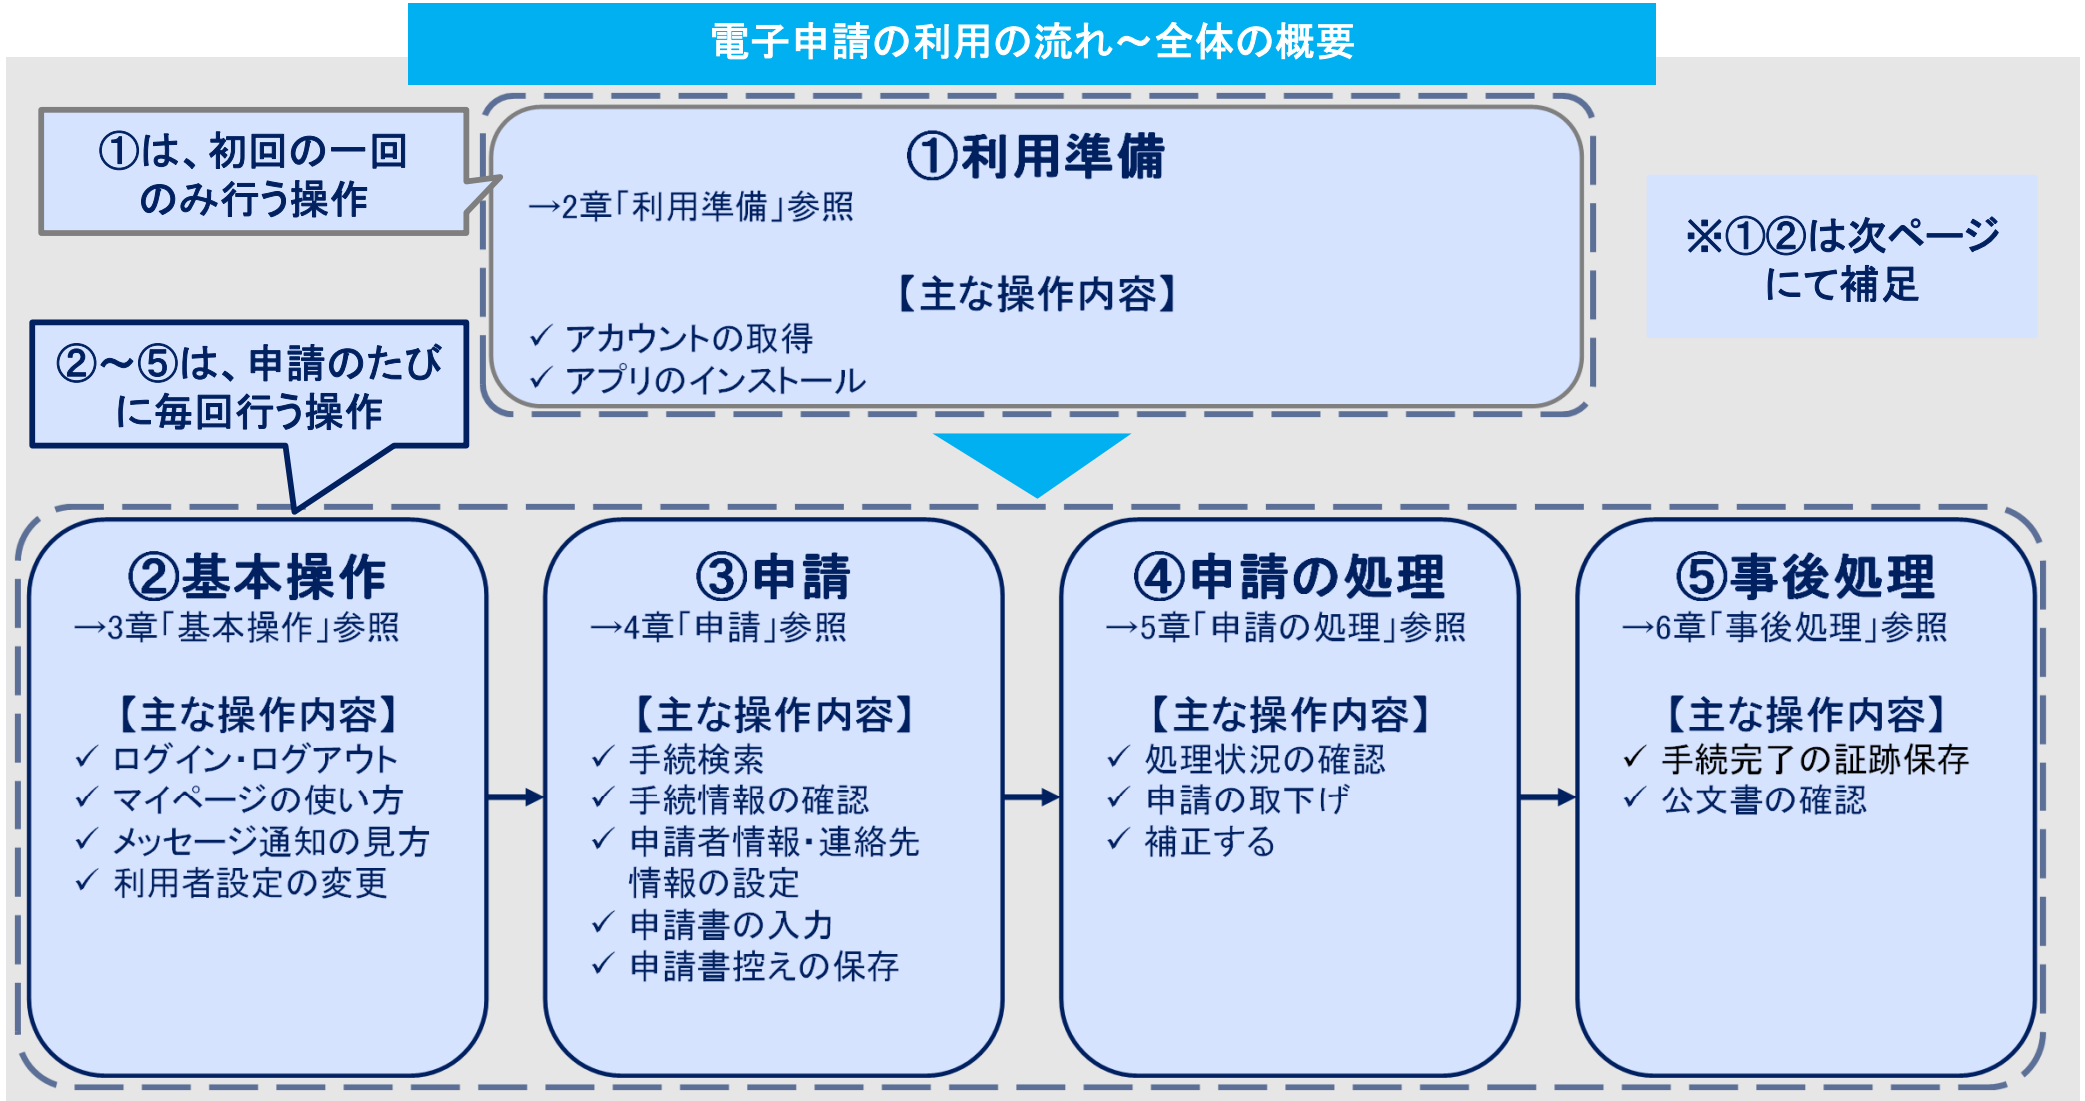 電子申請の利用の流れ～全体の概要
①は、初回の一回
のみ行う操作
①利用準備
→2章｢利用準備｣参照
【主な操作内容】
✓ アカウントの取得
✓ アプリのインストール
※①②は次ページ
にて補足
②～⑤は、申請のたび
に毎回行う操作
②基本操作
→3章｢基本操作｣参照
【主な操作内容】
✓ ログイン･ログアウト
✓ マイページの使い方
✓ メッセージ通知の見方
✓ 利用者設定の変更
③申請
→4章｢申請｣参照
【主な操作内容】
✓ 手続検索
✓ 手続情報の確認
✓ 申請者情報･連絡先
情報の設定
✓ 申請書の入力
✓ 申請書控えの保存
④申請の処理
→5章｢申請の処理｣参照
【主な操作内容】
✓ 処理状況の確認
✓ 申請の取下げ
✓ 補正する
⑤事後処理
→6章｢事後処理｣参照
【主な操作内容】
✓ 手続完了の証跡保存
✓ 公文書の確認